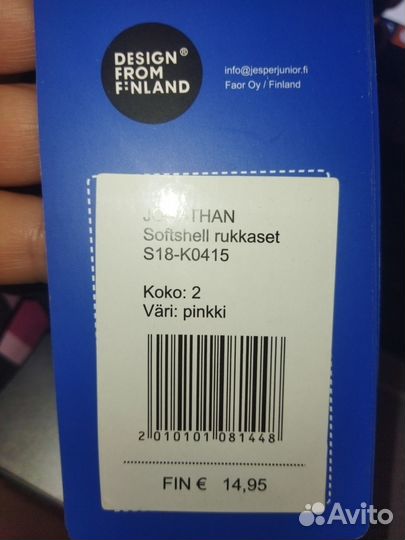 DESIGN®
FROM
FINLAND
info@jesperjunior.fi
Faor Oy / Finland
JONATHAN
Softshell rukkaset
S18-K0415
Koko: 2
Väri: pinkki
2 010101 081448
FIN € 14,95
Avito